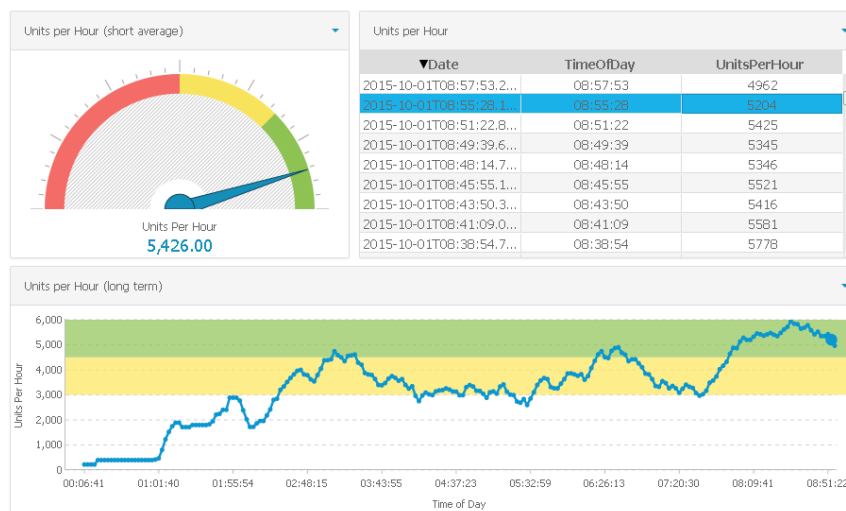 Units per Hour (short average)
Units Per Hour
5,426.00
Units per Hour
▼Date TimeOfDay UnitsPerHour
2015-10-01T08:57:53.2... 08:57:53 4962
2015-10-01T08:55:28.1... 08:55:28 5204
2015-10-01T08:51:22.8... 08:51:22 5425
2015-10-01T08:49:39.6... 08:49:39 5345
2015-10-01T08:48:14.7... 08:48:14 5346
2015-10-01T08:45:55.1... 08:45:55 5521
2015-10-01T08:43:50.3... 08:43:50 5416
2015-10-01T08:41:09.0... 08:41:09 5581
2015-10-01T08:38:54.7... 08:38:54 5778
Units per Hour (long term)
Units Per Hour
6,000
5,000
4,000
3,000
2,000
1,000
0
00:06:41 01:01:40 01:55:54 02:48:15 03:43:55 04:37:23 05:32:59 06:26:13 07:20:30 08:09:41 08:51:22
Time of Day